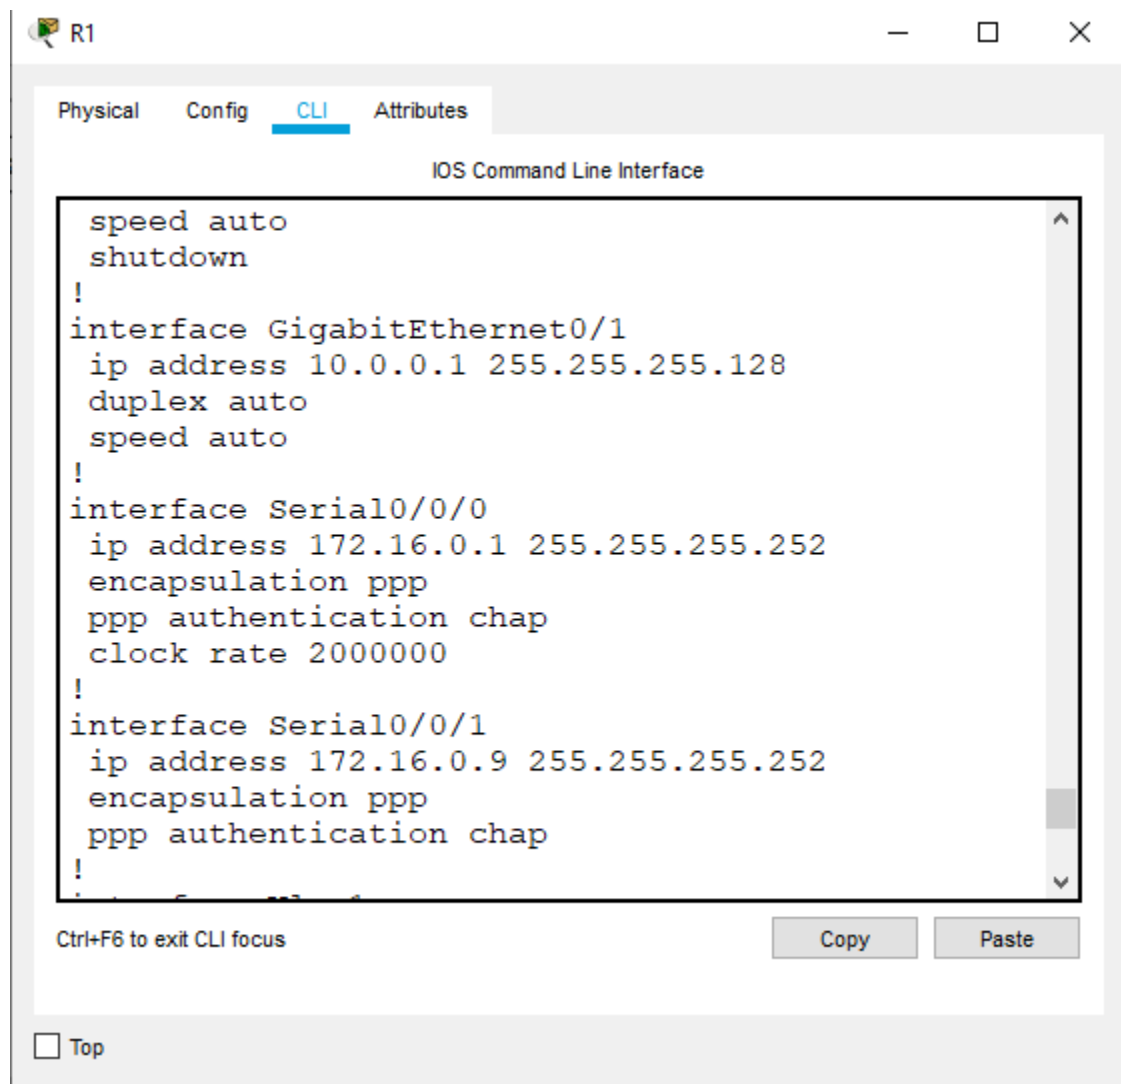 R1
Physical Config CLI Attributes
IOS Command Line Interface
speed auto
shutdown
!
interface GigabitEthernet0/1
ip address 10.0.0.1 255.255.255.128
duplex auto
speed auto
!
interface Serial0/0/0
ip address 172.16.0.1 255.255.255.252
encapsulation ppp
ppp authentication chap
clock rate 2000000
!
interface Serial0/0/1
ip address 172.16.0.9 255.255.255.252
encapsulation ppp
ppp authentication chap
!
Ctrl+F6 to exit CLI focus
Copy Paste
Top